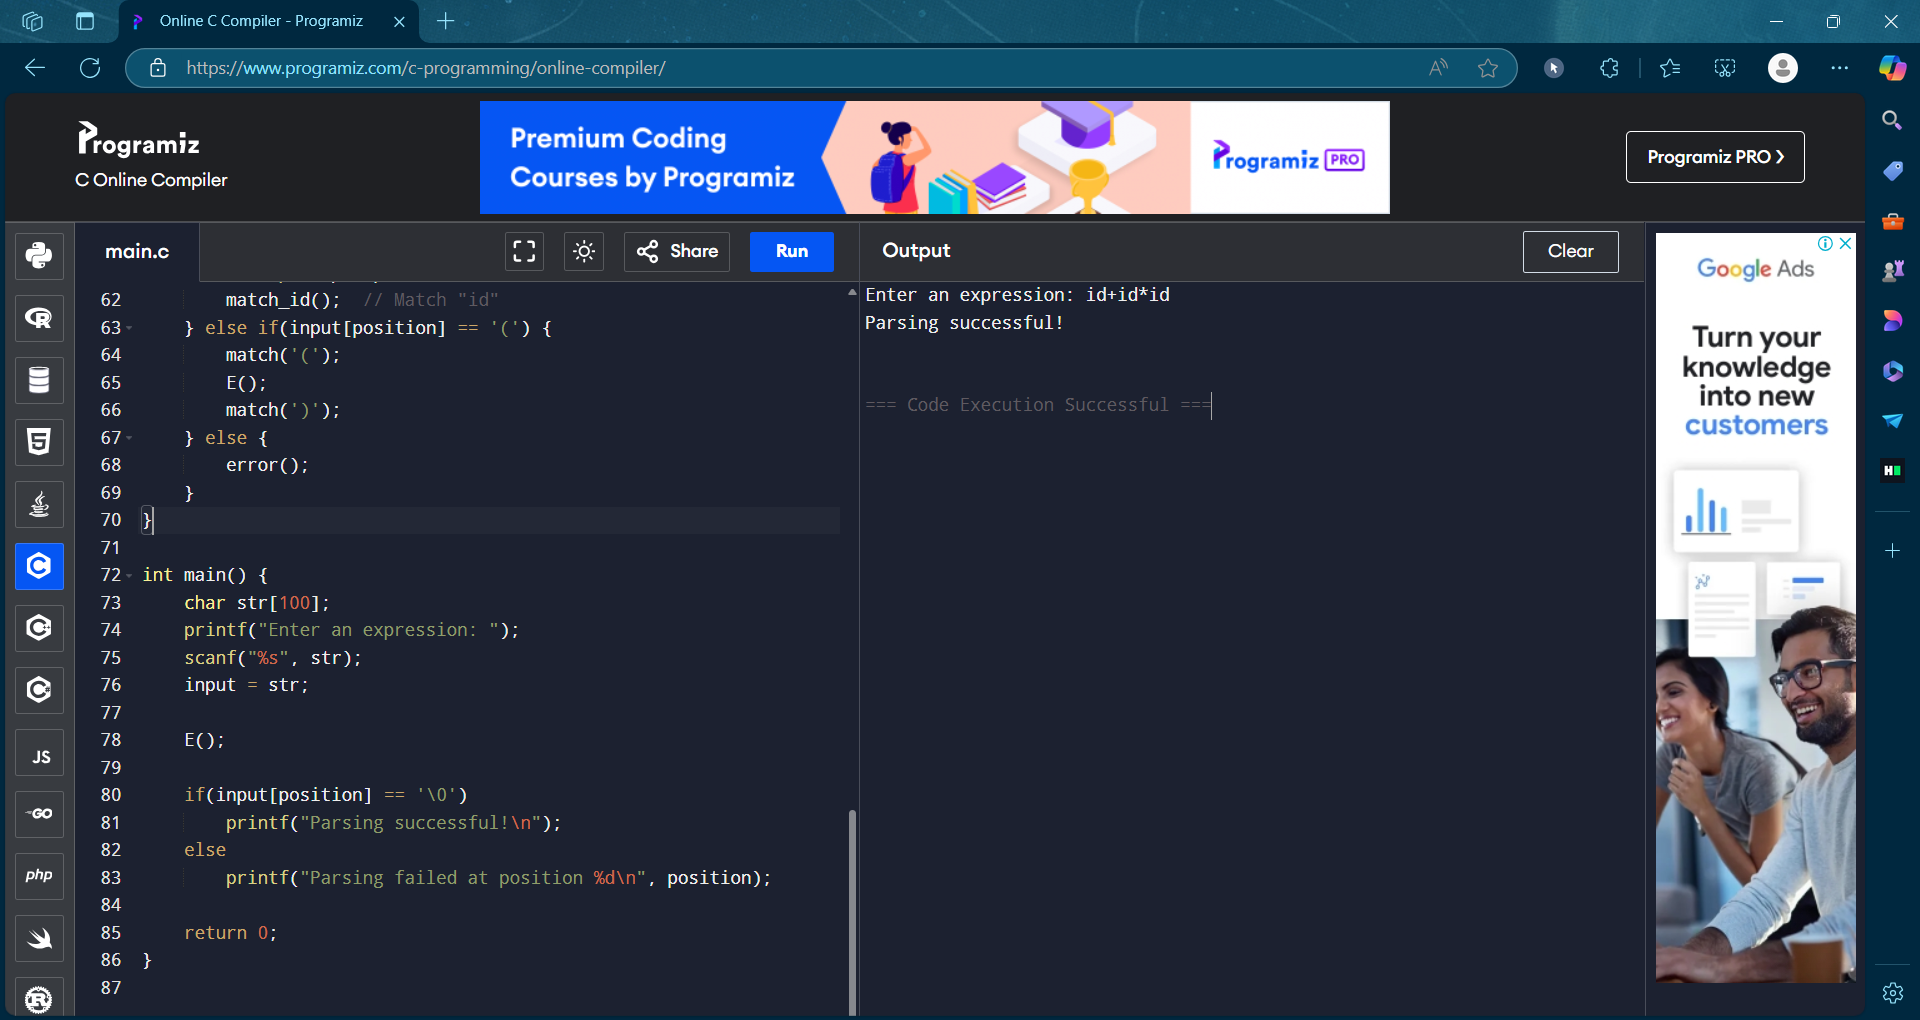 Online C Compiler - Programiz
https://www.programiz.com/c-programming/online-compiler/
Programiz
C Online Compiler
Premium Coding
Courses by Programiz
Programiz PRO
Programiz PRO ❯
main.c
Share
Run
Output
Clear
62         match_id();  // Match "id"
63     } else if(input[position] == '(') {
64         match('(');
65         E();
66         match(')');
67     } else {
68         error();
69     }
70 }
71
72 int main() {
73     char str[100];
74     printf("Enter an expression: ");
75     scanf("%s", str);
76     input = str;
77
78     E();
79
80     if(input[position] == '\0')
81         printf("Parsing successful!\n");
82     else
83         printf("Parsing failed at position %d\n", position);
84
85     return 0;
86 }
87
Enter an expression: id+id*id
Parsing successful!
=== Code Execution Successful ===
JS
GO
php
Google Ads
Turn your
knowledge
into new
customers